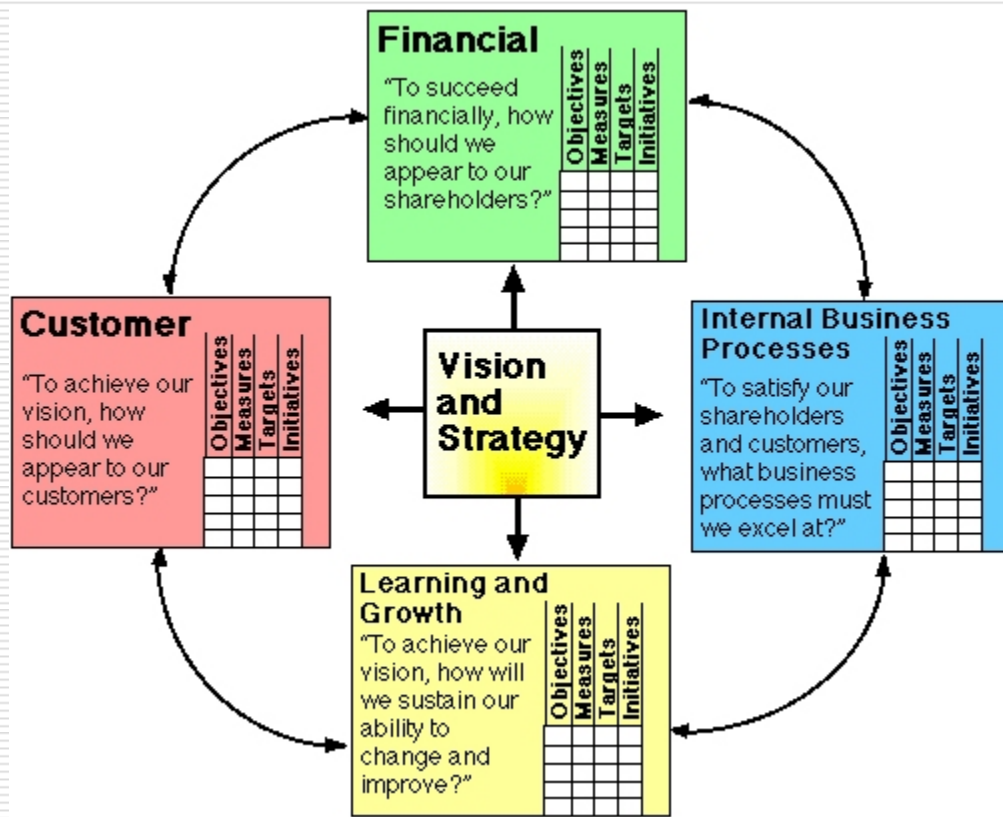 Financial
“To succeed
financially, how
should we
appear to our
shareholders?”
Objectives
Measures
Targets
Initiatives
Customer
“To achieve our
vision, how
should we
appear to our
customers?”
Objectives
Measures
Targets
Initiatives
Vision
and
Strategy
Internal Business
Processes
“To satisfy our
shareholders
and customers,
what business
processes must
we excel at?”
Objectives
Measures
Targets
Initiatives
Learning and
Growth
“To achieve our
vision, how will
we sustain our
ability to
change and
improve?”
Objectives
Measures
Targets
Initiatives